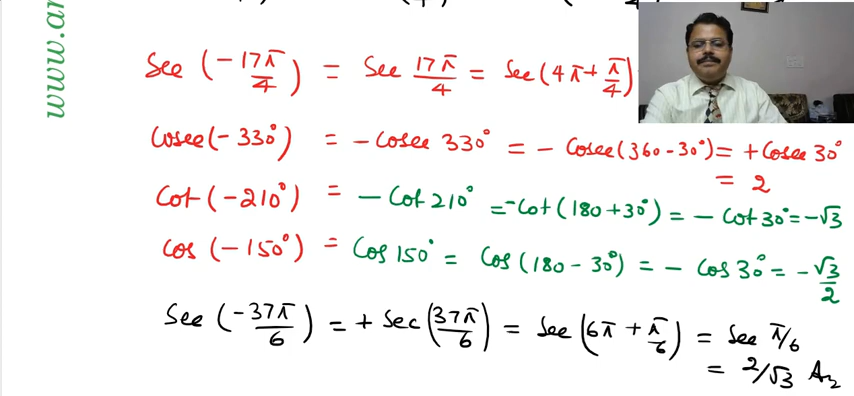 www.ar
Sec (-17π/4) = Sec 17π/4 = Sec(4π+π/4)
Cosec(-330°) = - Cosec 330° = - Cosec(360-30°) = + Cosec 30°
= 2
Cot (-210°) = - Cot 210° = -Cot (180+30°) = - Cot 30° = -√3
Cos (-150°) = Cos 150° = Cos (180-30°) = - Cos 30° = -√3/2
Sec (-37π/6) = + Sec (37π/6) = Sec (6π + π/6) = Sec π/6
= 2/√3 Ans